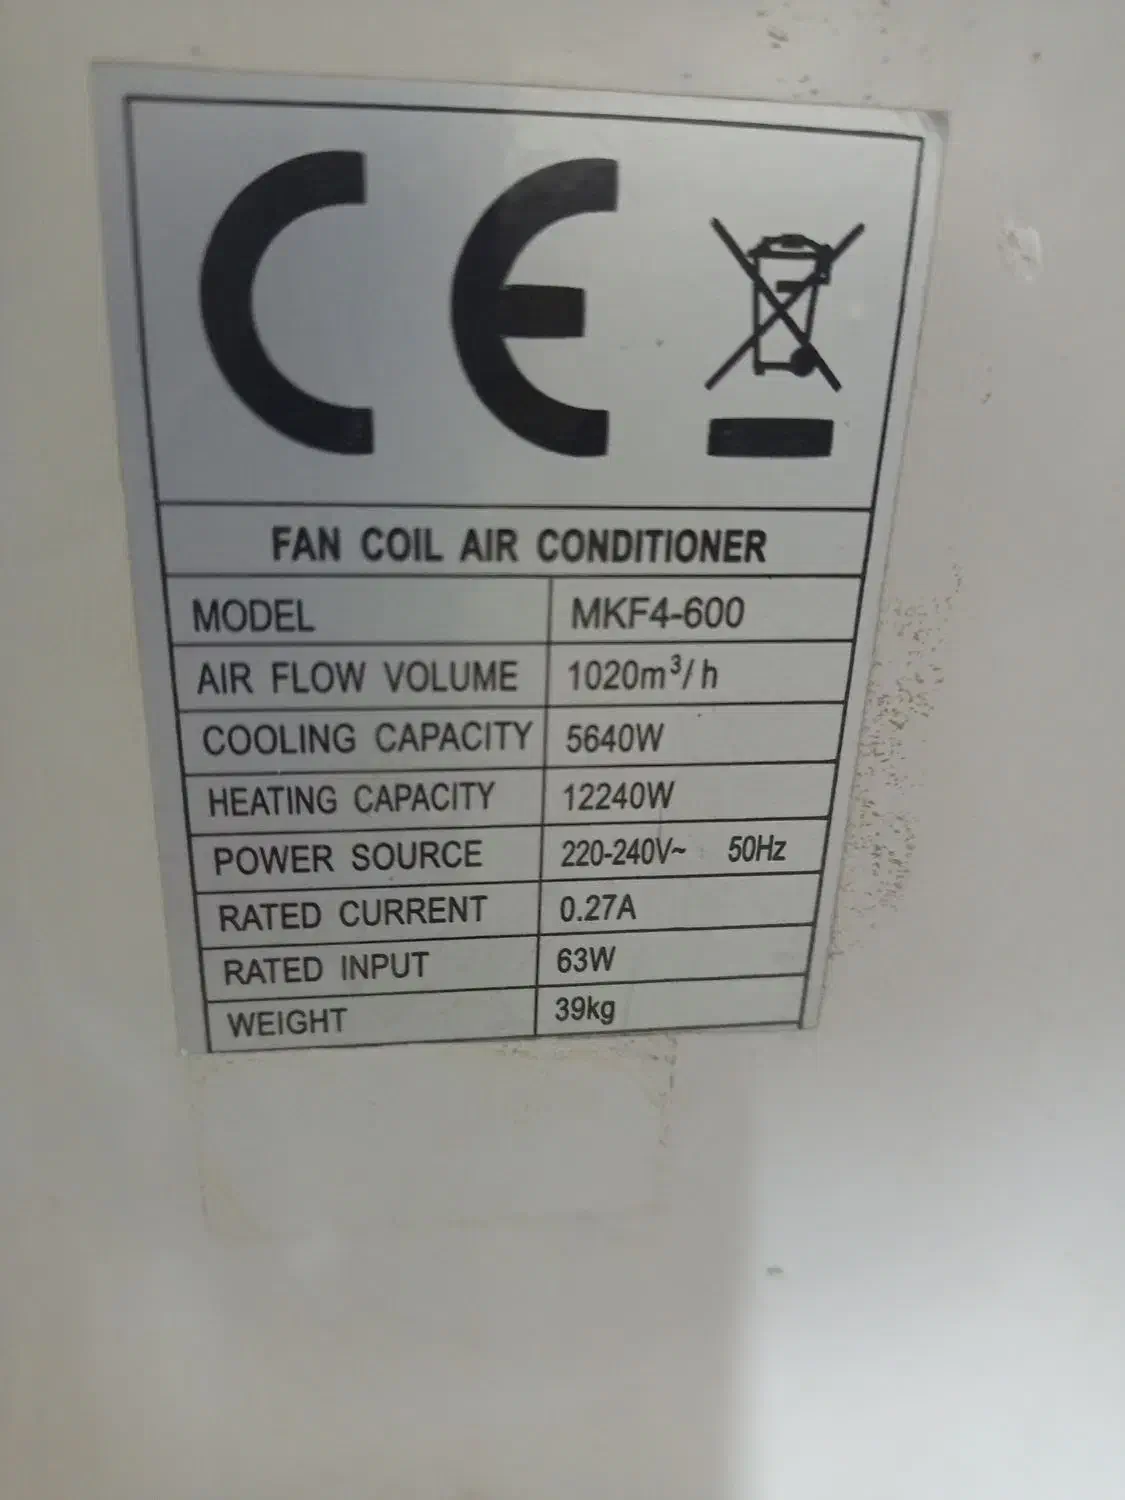 CE
FAN COIL AIR CONDITIONER
MODEL MKF4-600
AIR FLOW VOLUME 1020m³/h
COOLING CAPACITY 5640W
HEATING CAPACITY 12240W
POWER SOURCE 220-240V~ 50Hz
RATED CURRENT 0.27A
RATED INPUT 63W
WEIGHT 39kg